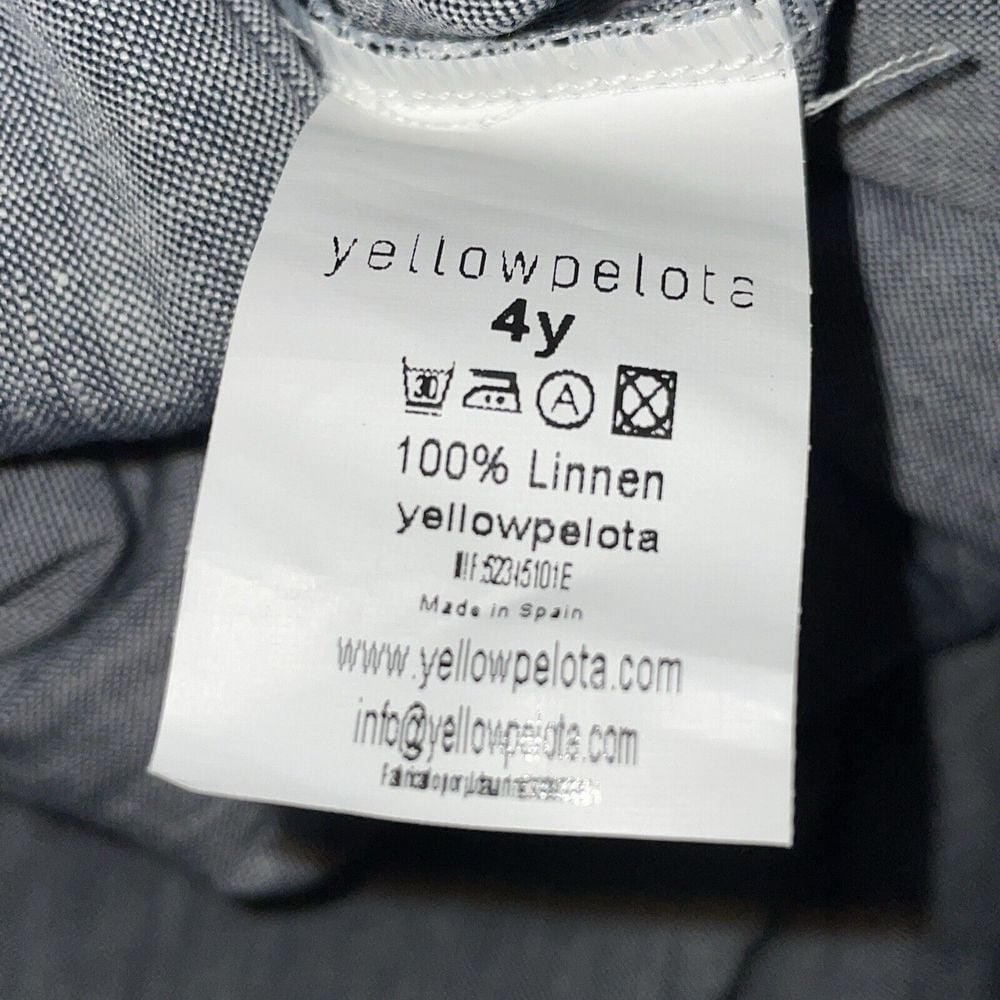 yellowpelota
4y
30
A
100% Linnen
yellowpelota
Made in Spain
www.yellowpelota.com
info@yellowpelota.com